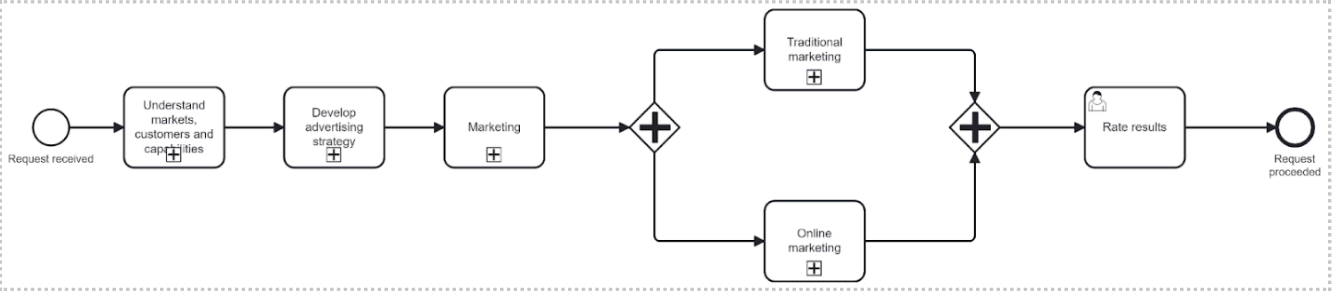 Request received
Understand
markets,
customers and
capabilities
Develop
advertising
strategy
Marketing
Traditional
marketing
Online
marketing
Rate results
Request
proceeded